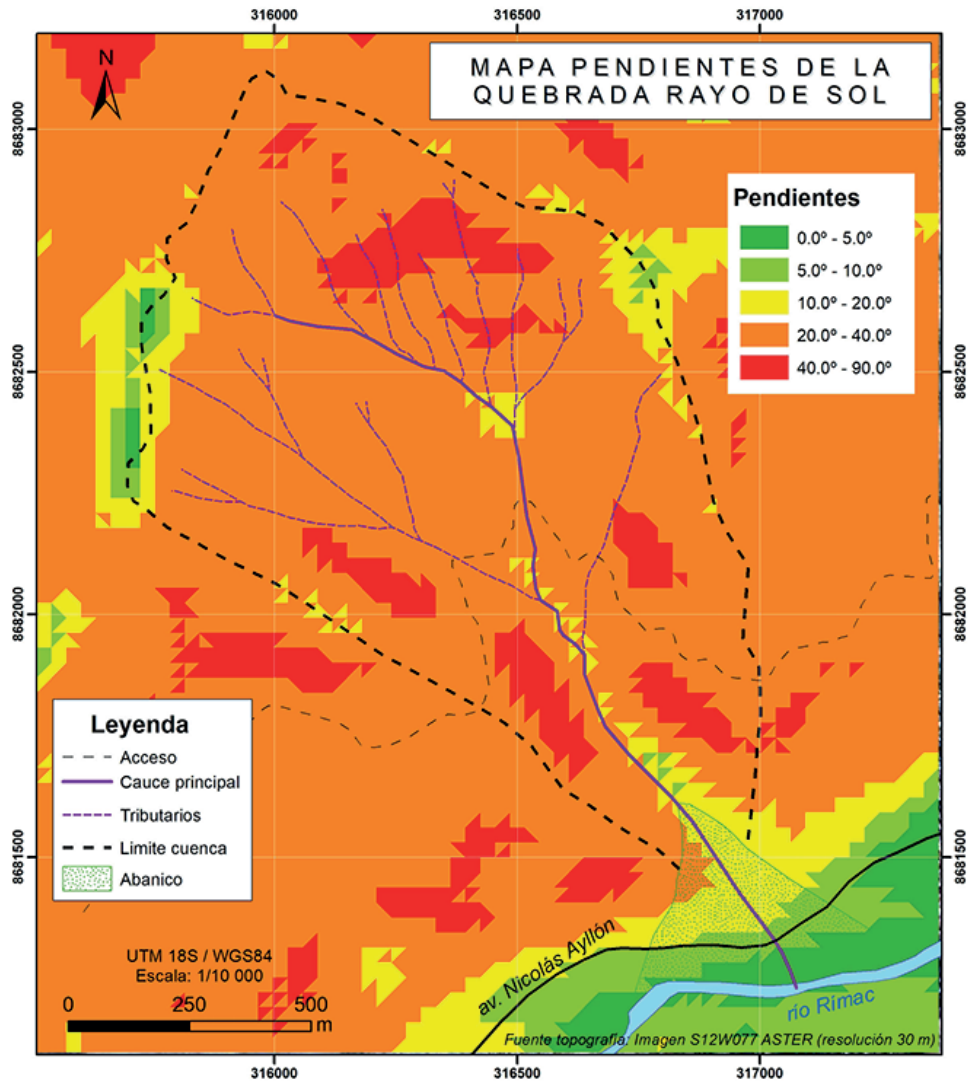 316000
316500
317000
N
MAPA PENDIENTES DE LA
QUEBRADA RAYO DE SOL
8683000
8683000
Pendientes
0.0º - 5.0º
5.0º - 10.0º
10.0º - 20.0º
20.0º - 40.0º
40.0º - 90.0º
8682500
8682500
8682000
8682000
Leyenda
Acceso
Cauce principal
Tributarios
Limite cuenca
Abanico
8681500
8681500
UTM 18S / WGS84
Escala: 1/10 000
0
250
500
m
av. Nicolás Ayllón
río Rimac
Fuente topografía: Imagen S12W077 ASTER (resolución 30 m)
316000
316500
317000